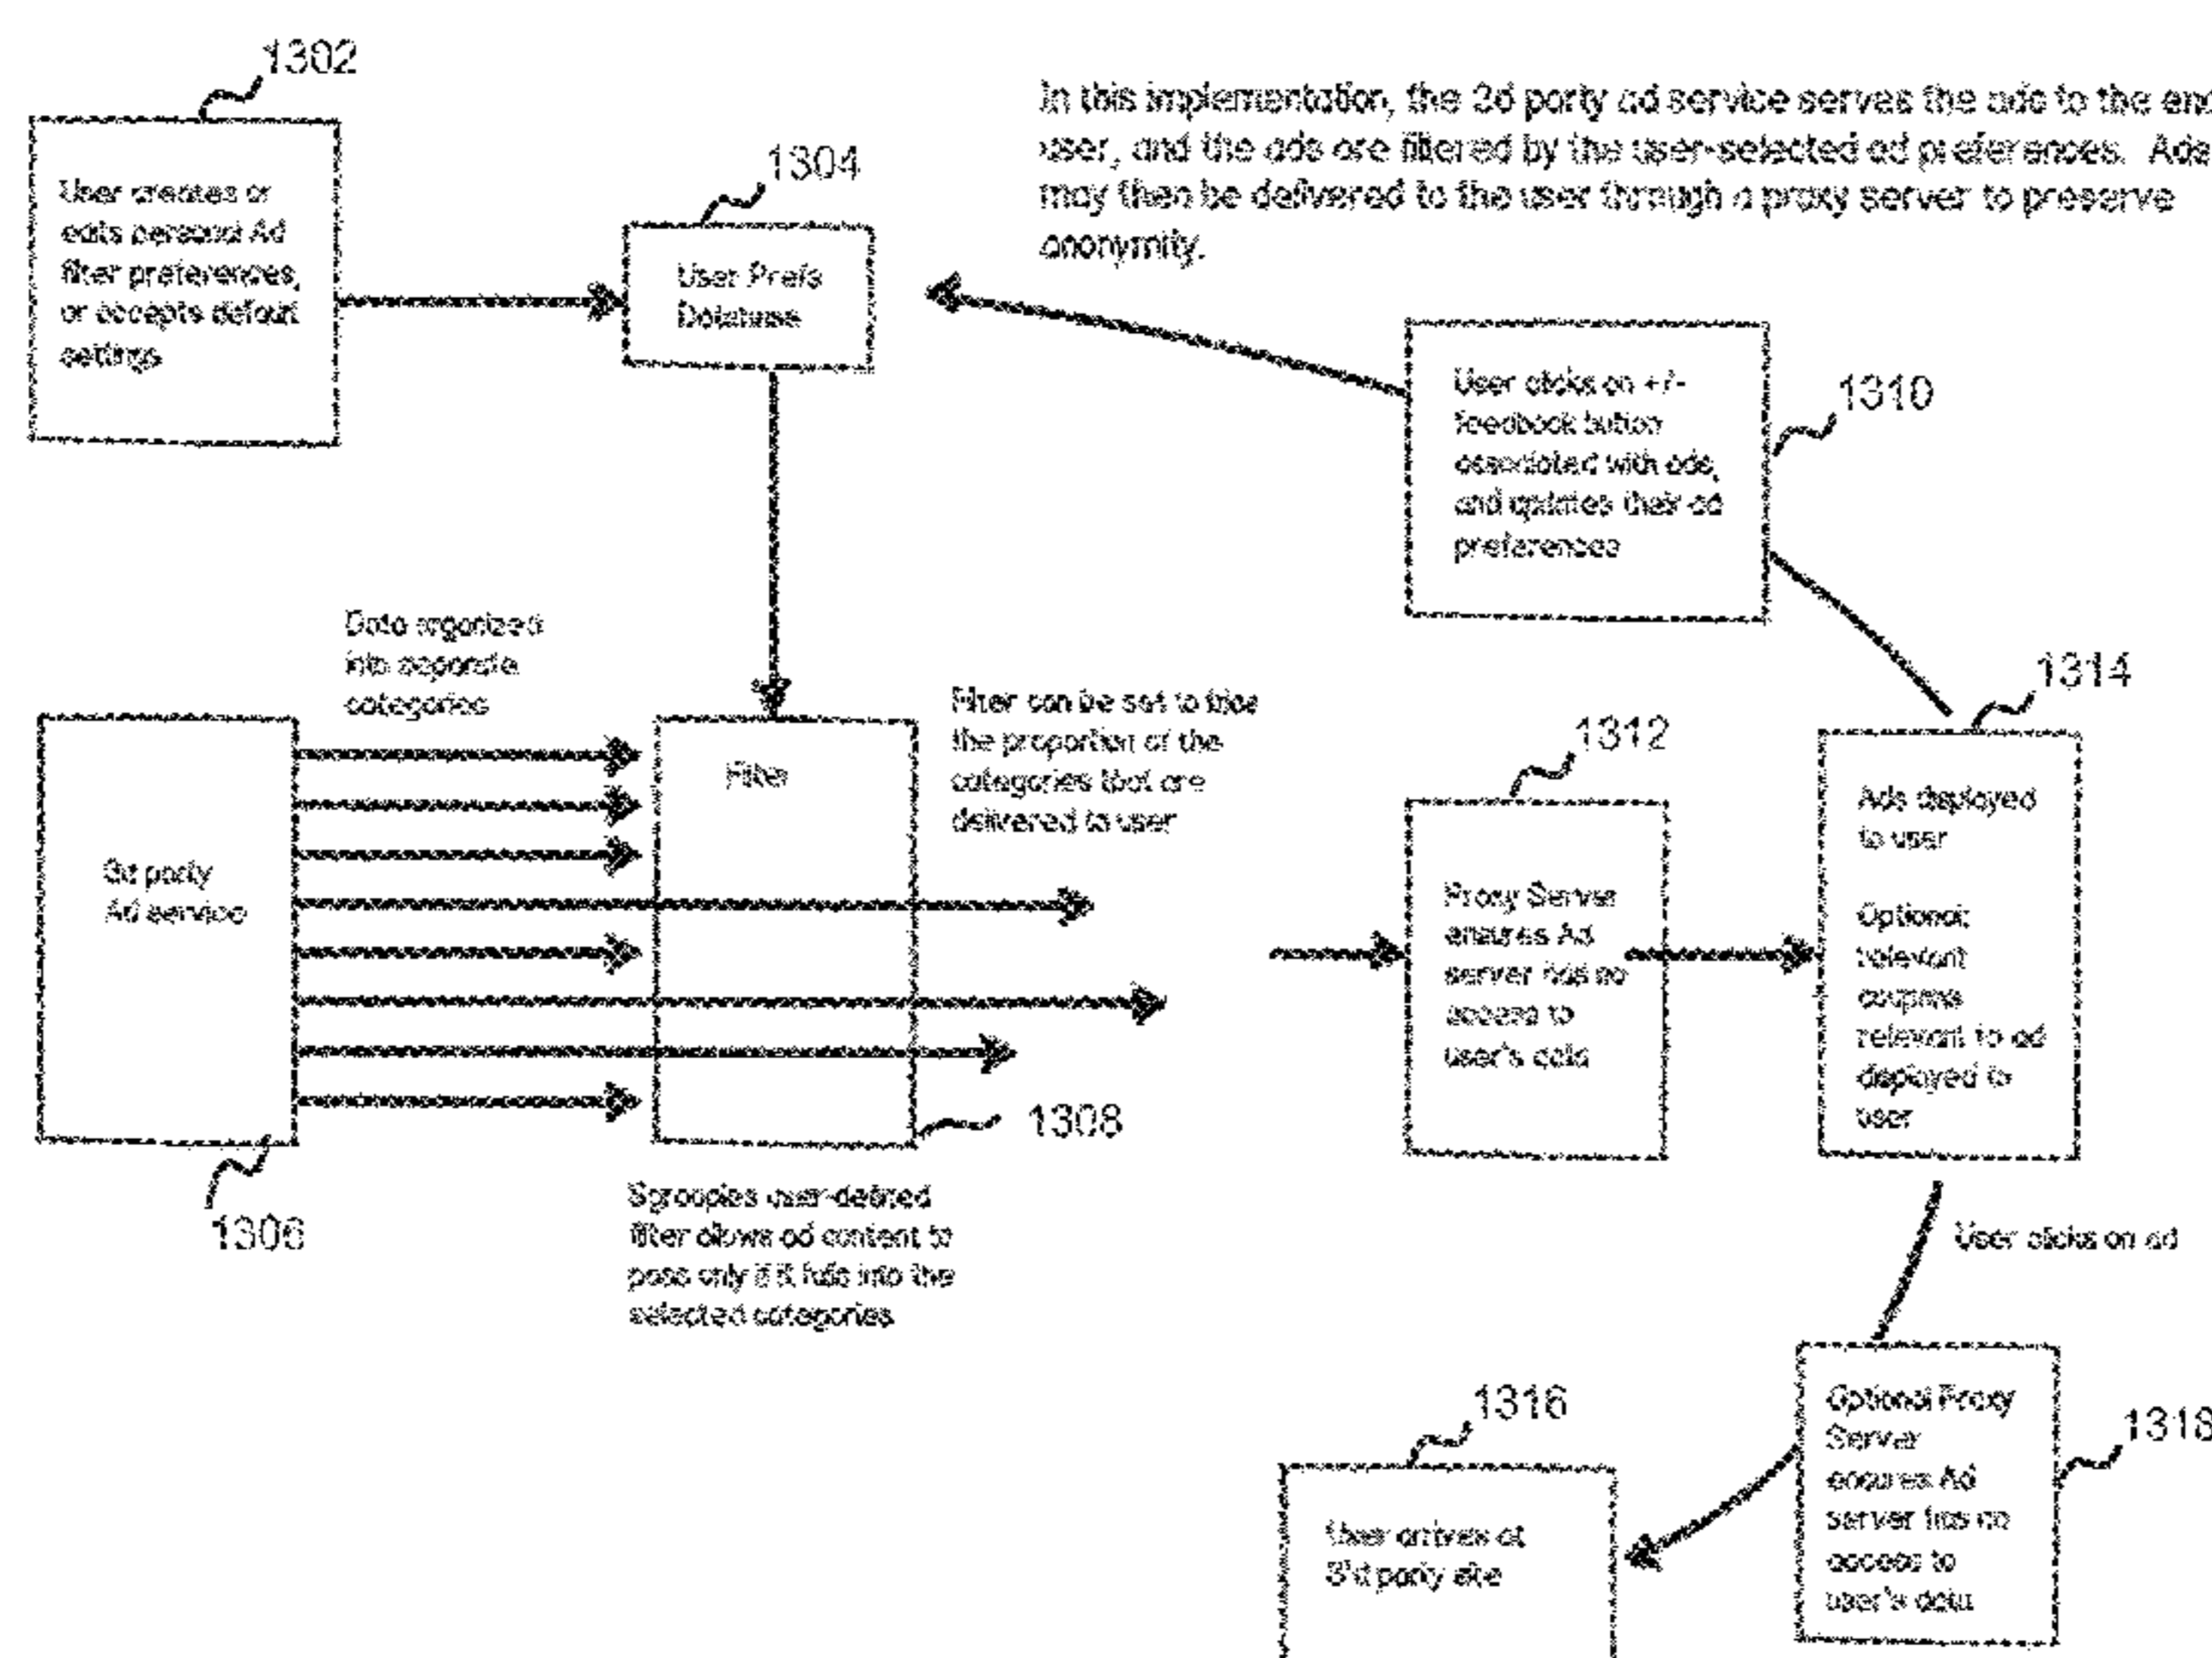 1302
In this implementation, the 3d party ad service serves the ads to the end
user, and the ads are filtered by the user-selected ad preferences. Ads
may then be delivered to the user through a proxy server to preserve
anonymity.
1304
User creates or
edits personal Ad
filter preferences,
or accepts default
settings
User Prefs
Database
1310
User clicks on +/-
feedback button
associated with ads,
and updates their ad
preferences
Data organized
into separate
categories
1314
Filter can be set to bias
the proportion of the
categories that are
delivered to user
1312
Filter
3d party
Ad service
Proxy Server
ensures Ad
server has no
access to
user's data
Ads displayed
to user
Optional:
relevant
coupons
relevant to ad
displayed to
user
1308
1306
Sgrouples user-defined
filter allows ad content to
pass only if it falls into the
selected categories
User clicks on ad
1316
User arrives at
3'd party site
Optional Proxy
Server
ensures Ad
server has no
access to
user's data
1318